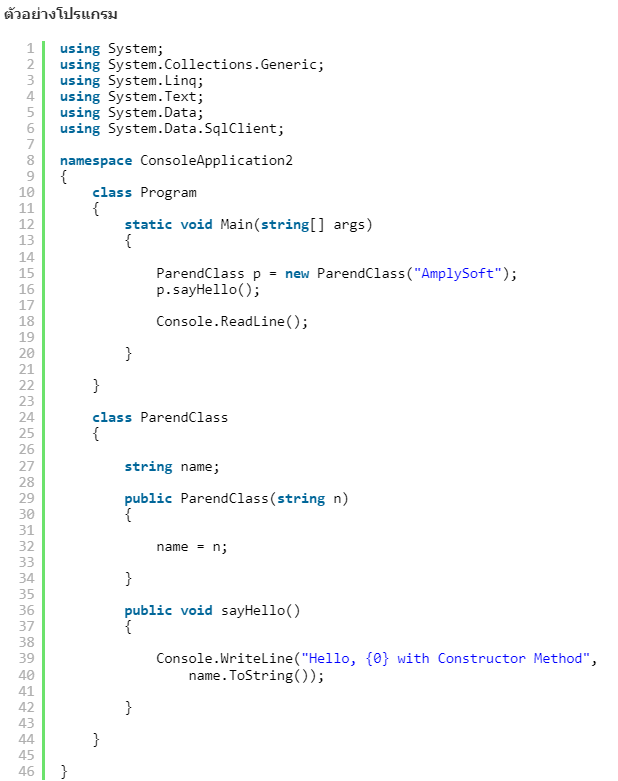 ตัวอย่างโปรแกรม
1 using System;
2 using System.Collections.Generic;
3 using System.Linq;
4 using System.Text;
5 using System.Data;
6 using System.Data.SqlClient;
7
8 namespace ConsoleApplication2
9 {
10     class Program
11     {
12         static void Main(string[] args)
13         {
14
15             ParendClass p = new ParendClass("AmplySoft");
16             p.sayHello();
17
18             Console.ReadLine();
19
20         }
21
22     }
23
24     class ParendClass
25     {
26
27         string name;
28
29         public ParendClass(string n)
30         {
31
32             name = n;
33
34         }
35
36         public void sayHello()
37         {
38
39             Console.WriteLine("Hello, {0} with Constructor Method",
40                 name.ToString());
41
42         }
43
44     }
45
46 }